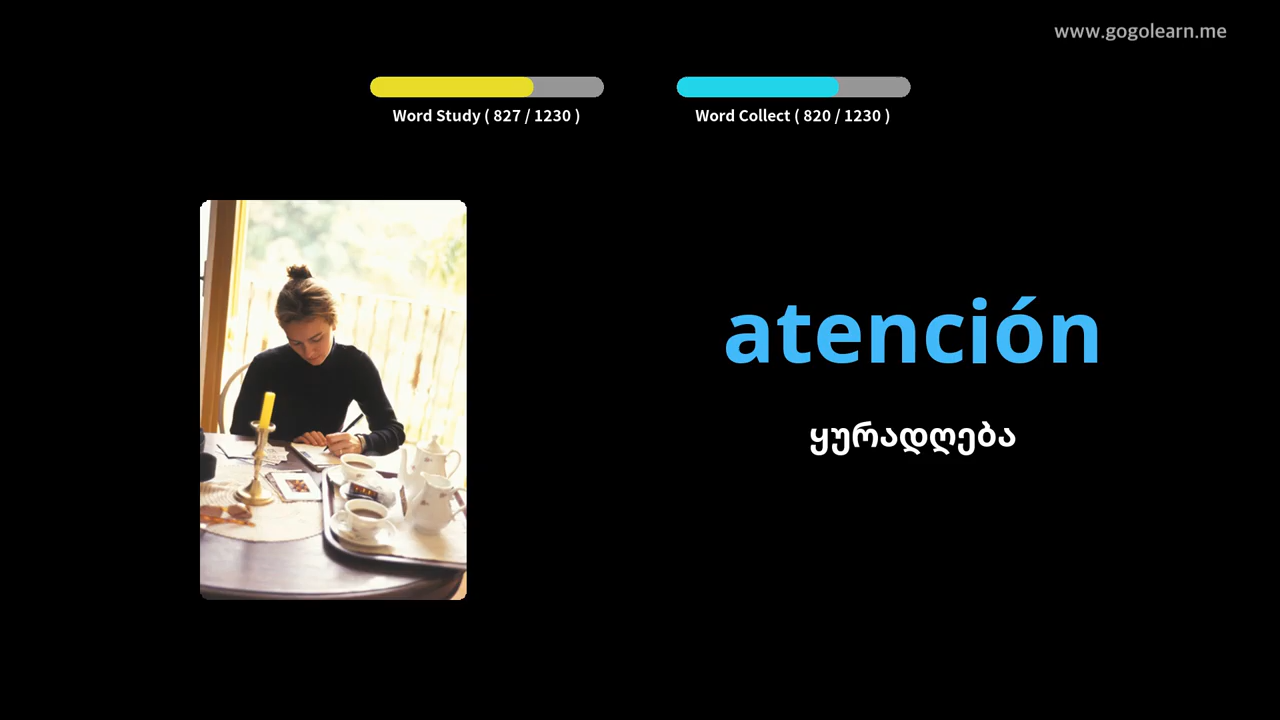 www.gogolearn.me
Word Study ( 827 / 1230 )
Word Collect ( 820 / 1230 )
atención
ყურადღება